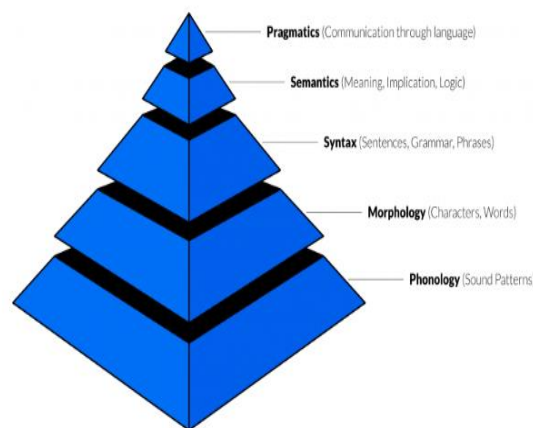 Pragmatics (Communication through language)
Semantics (Meaning, Implication, Logic)
Syntax (Sentences, Grammar, Phrases)
Morphology (Characters, Words)
Phonology (Sound Patterns)